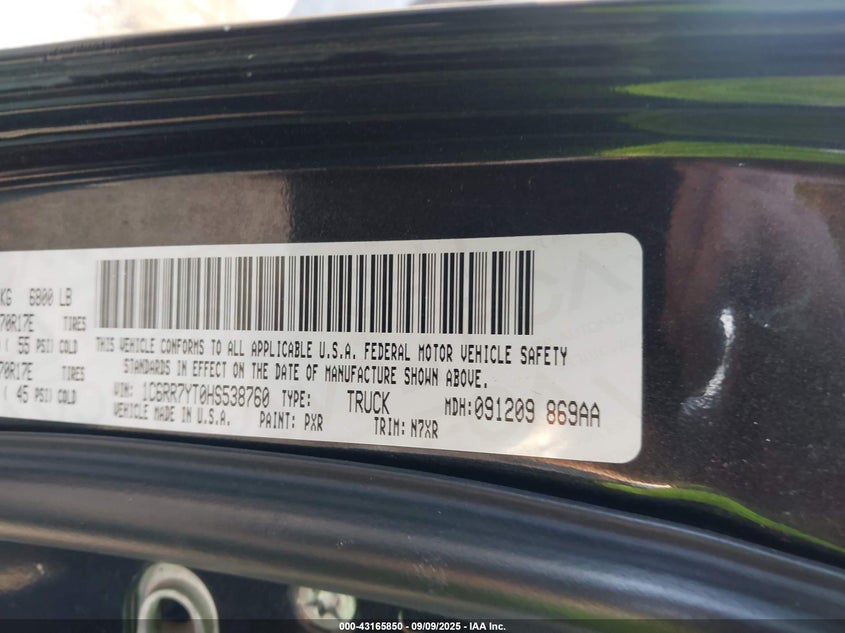 KG 6800 LB
70R17E TIRES
( 55 PSI) COLD
70R17E TIRES
( 45 PSI) COLD
THIS VEHICLE CONFORMS TO ALL APPLICABLE U.S.A. FEDERAL MOTOR VEHICLE SAFETY
STANDARDS IN EFFECT ON THE DATE OF MANUFACTURE SHOWN ABOVE.
VIN: 1C6RR7YT0HS538760 TYPE: TRUCK MDH: 091209 869AA
VEHICLE MADE IN U.S.A. PAINT: PXR TRIM: N7XR
000-43165850 - 09/09/2025 - IAA Inc.